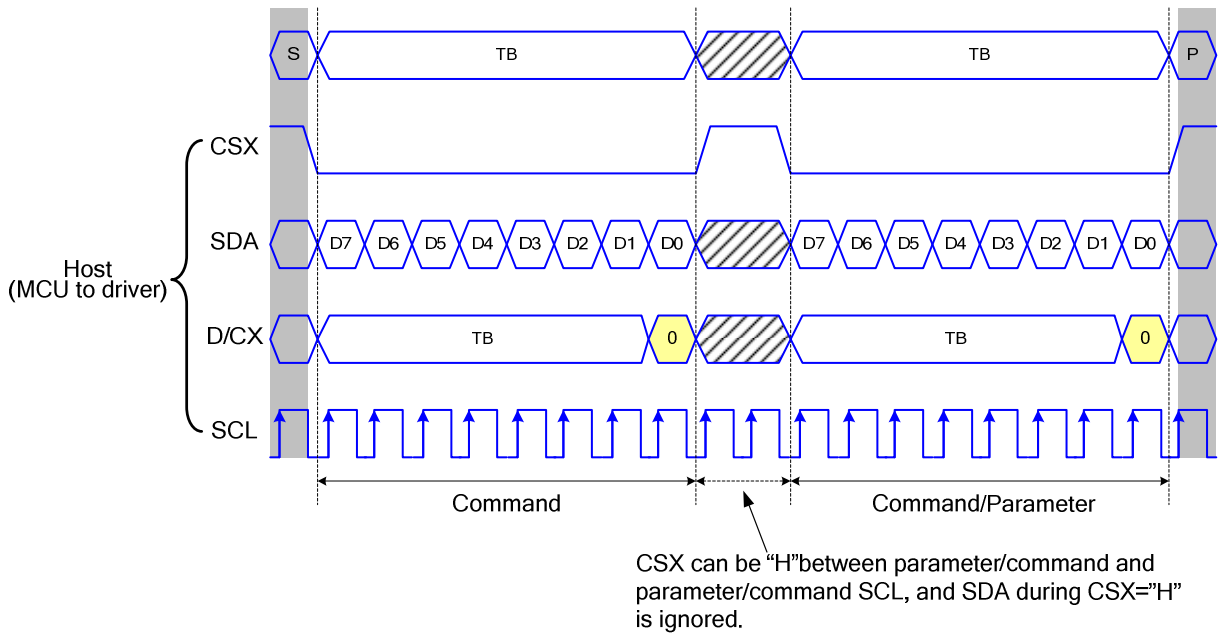 S TB TB P
CSX
SDA D7 D6 D5 D4 D3 D2 D1 D0 D7 D6 D5 D4 D3 D2 D1 D0
Host
(MCU to driver)
D/CX TB 0 TB 0
SCL
Command Command/Parameter
CSX can be “H”between parameter/command and
parameter/command SCL, and SDA during CSX=”H”
is ignored.